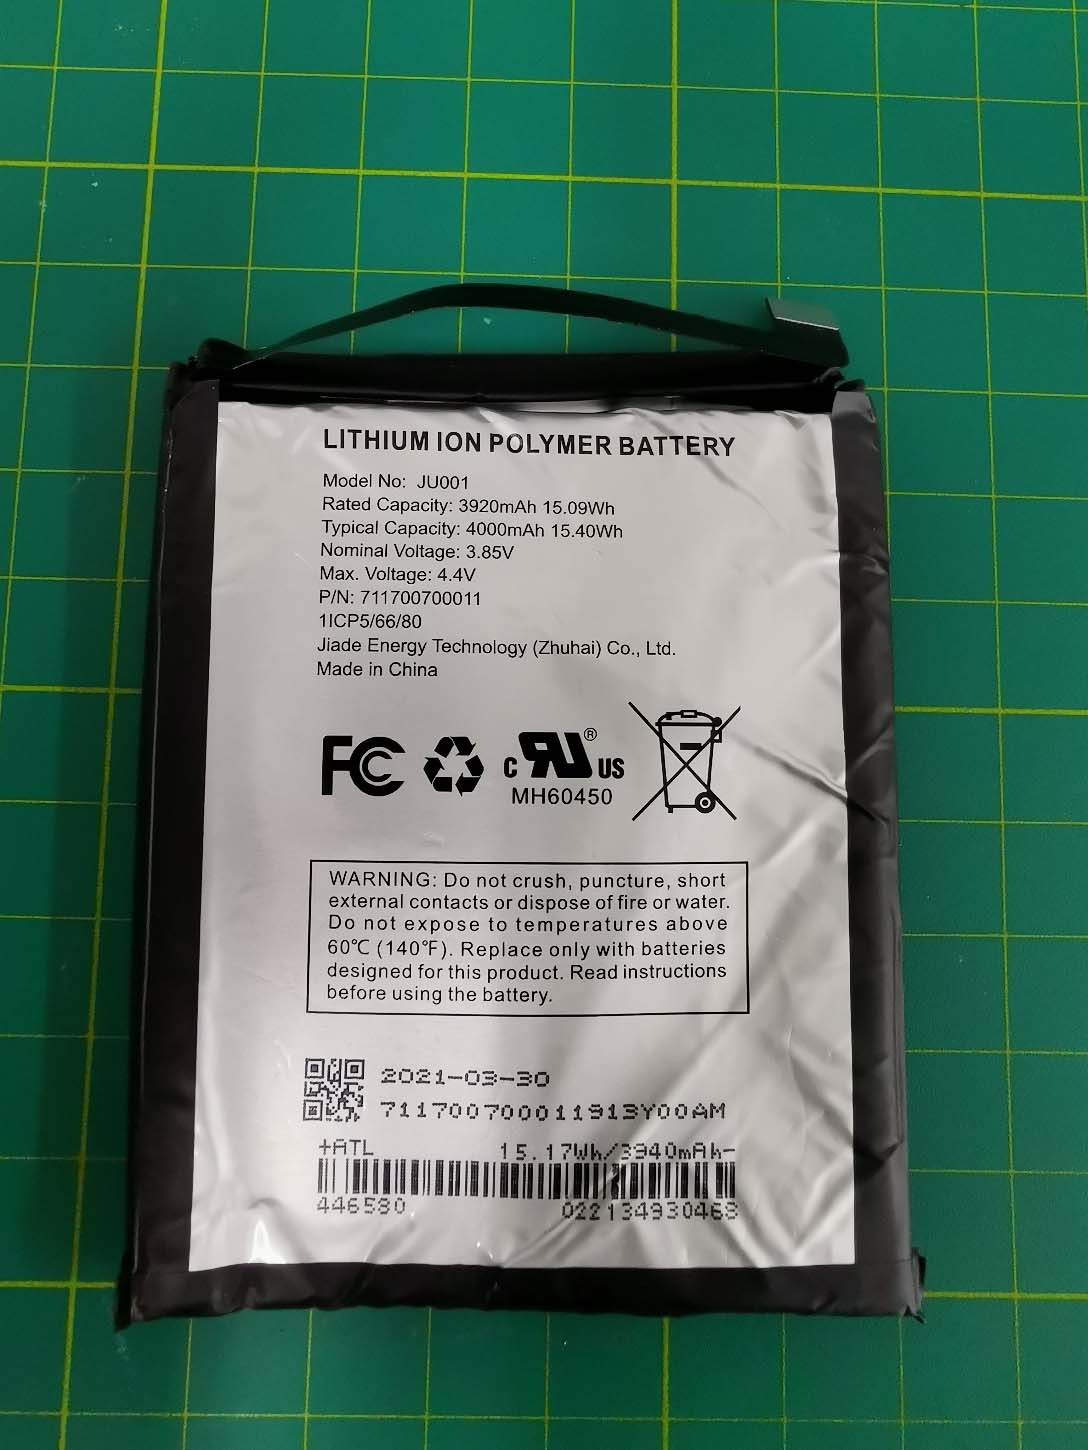 LITHIUM ION POLYMER BATTERY
Model No: JU001
Rated Capacity: 3920mAh 15.09Wh
Typical Capacity: 4000mAh 15.40Wh
Nominal Voltage: 3.85V
Max. Voltage: 4.4V
P/N: 711700700011
1ICP5/66/80
Jiade Energy Technology (Zhuhai) Co., Ltd.
Made in China
FC c RU® US
MH60450
WARNING: Do not crush, puncture, short
external contacts or dispose of fire or water.
Do not expose to temperatures above
60℃ (140℉). Replace only with batteries
designed for this product. Read instructions
before using the battery.
2021-03-30
711700700011913Y00AM
+ATL 15.17Wh/3940mAh-
446580 022134930468